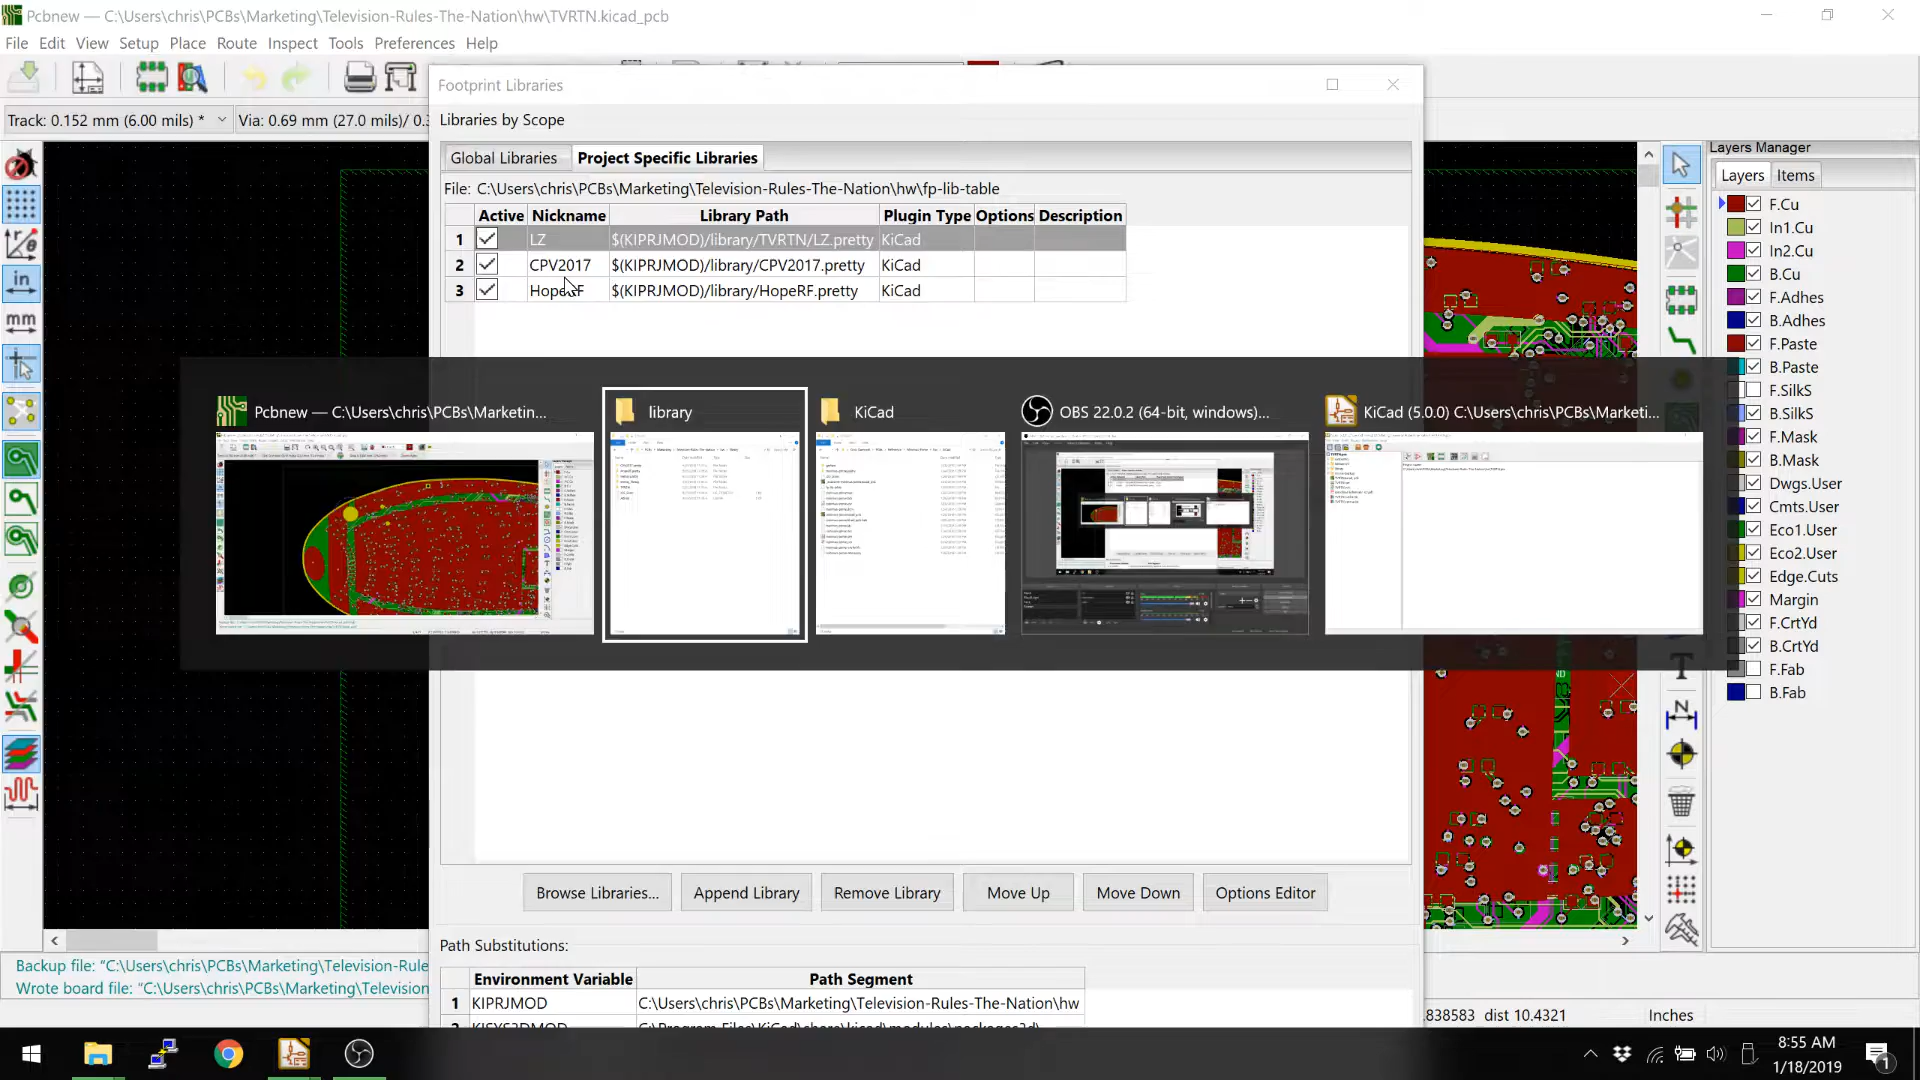 Pcbnew — C:\Users\chris\PCBs\Marketing\Television-Rules-The-Nation\hw\TVRTN.kicad_pcb
File Edit View Setup Place Route Inspect Tools Preferences Help
Footprint Libraries
Track: 0.152 mm (6.00 mils) *
Via: 0.69 mm (27.0 mils)/
Libraries by Scope
Global Libraries
Project Specific Libraries
File: C:\Users\chris\PCBs\Marketing\Television-Rules-The-Nation\hw\fp-lib-table
Active Nickname Library Path Plugin Type Options Description
1 LZ $(KIPRJMOD)/library/TVRTN/LZ.pretty KiCad
2 CPV2017 $(KIPRJMOD)/library/CPV2017.pretty KiCad
3 HopeRF $(KIPRJMOD)/library/HopeRF.pretty KiCad
in
mm
Pcbnew — C:\Users\chris\PCBs\Marketin...
library
KiCad
OBS 22.0.2 (64-bit, windows)...
KiCad (5.0.0) C:\Users\chris\PCBs\Marketi...
Browse Libraries...
Append Library
Remove Library
Move Up
Move Down
Options Editor
Path Substitutions:
Environment Variable Path Segment
1 KIPRJMOD C:\Users\chris\PCBs\Marketing\Television-Rules-The-Nation\hw
Backup file: "C:\Users\chris\PCBs\Marketing\Television-Rule
Wrote board file: "C:\Users\chris\PCBs\Marketing\Television
Layers Manager
Layers
Items
F.Cu
In1.Cu
In2.Cu
B.Cu
F.Adhes
B.Adhes
F.Paste
B.Paste
F.SilkS
B.SilkS
F.Mask
B.Mask
Dwgs.User
Cmts.User
Eco1.User
Eco2.User
Edge.Cuts
Margin
F.CrtYd
B.CrtYd
F.Fab
B.Fab
.838583 dist 10.4321
Inches
8:55 AM
1/18/2019
1